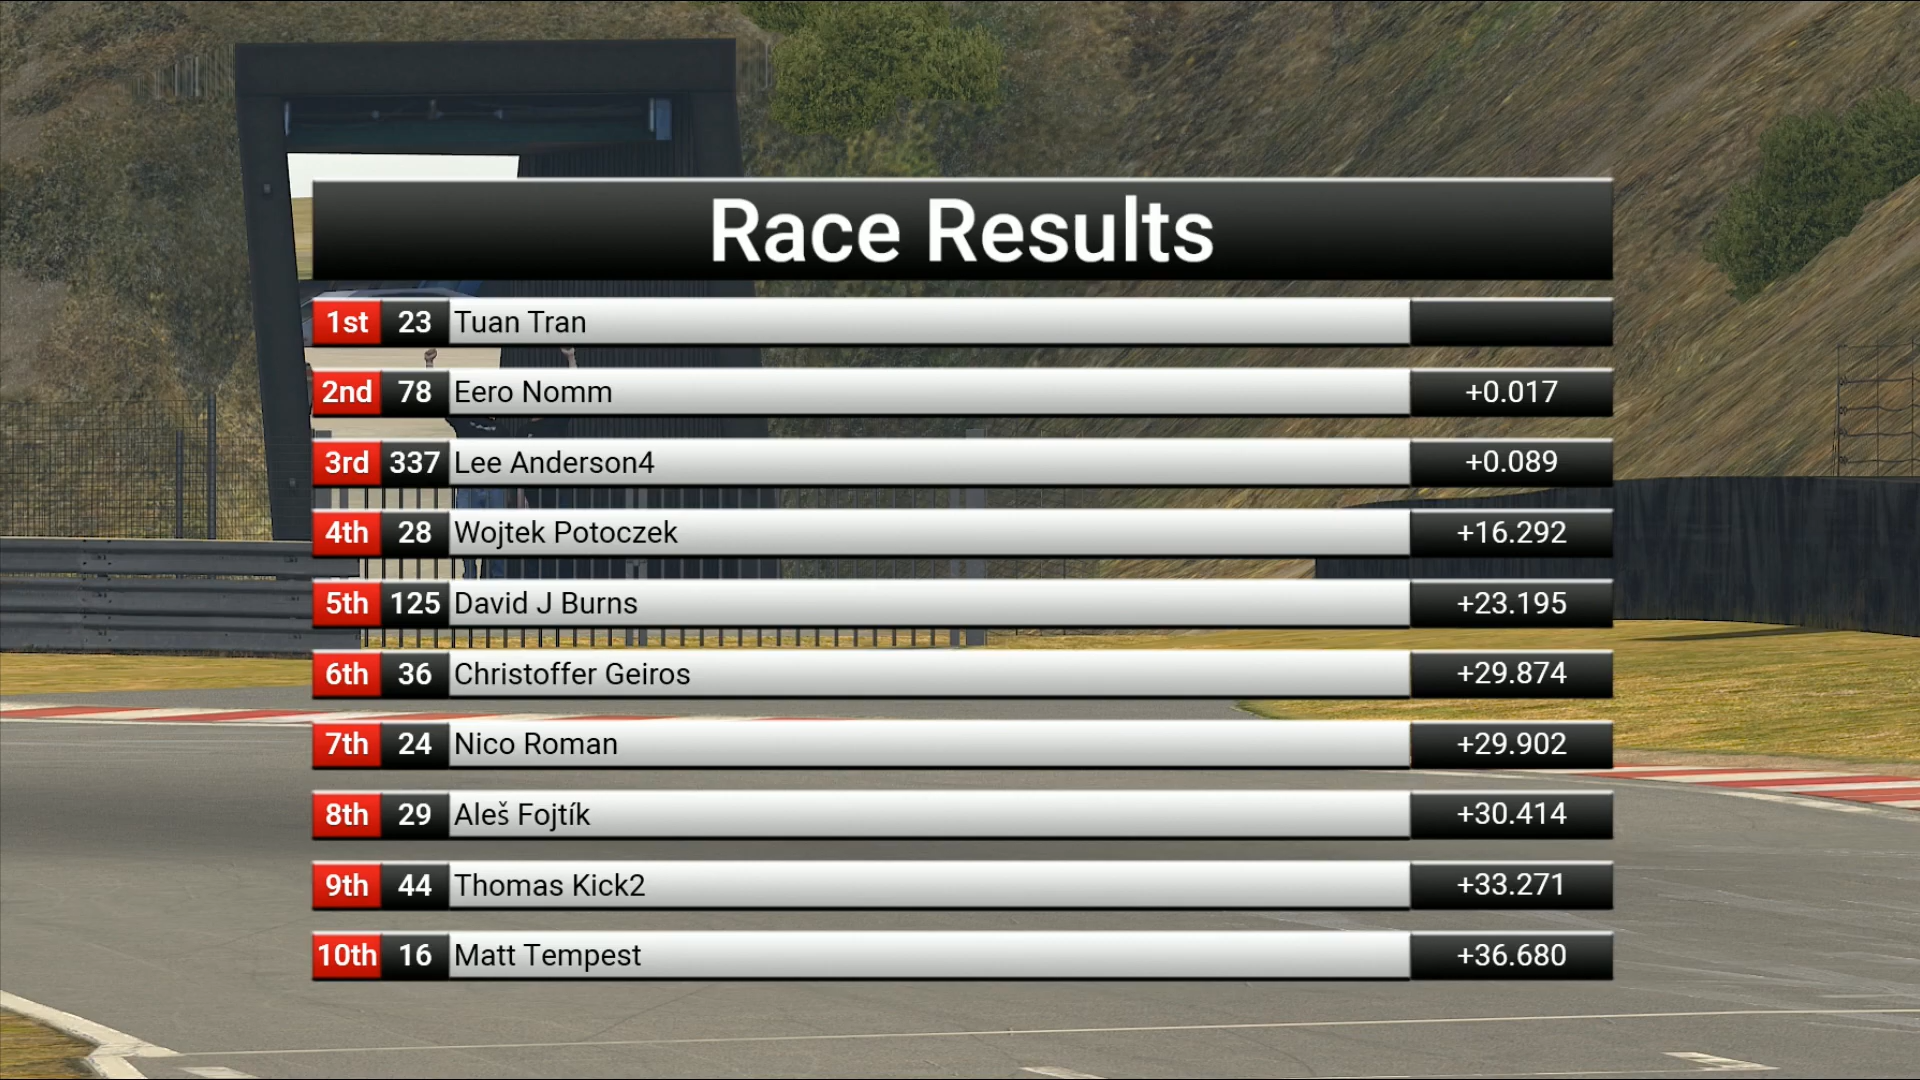 Race Results
1st 23 Tuan Tran
2nd 78 Eero Nomm +0.017
3rd 337 Lee Anderson4 +0.089
4th 28 Wojtek Potoczek +16.292
5th 125 David J Burns +23.195
6th 36 Christoffer Geiros +29.874
7th 24 Nico Roman +29.902
8th 29 Aleš Fojtík +30.414
9th 44 Thomas Kick2 +33.271
10th 16 Matt Tempest +36.680